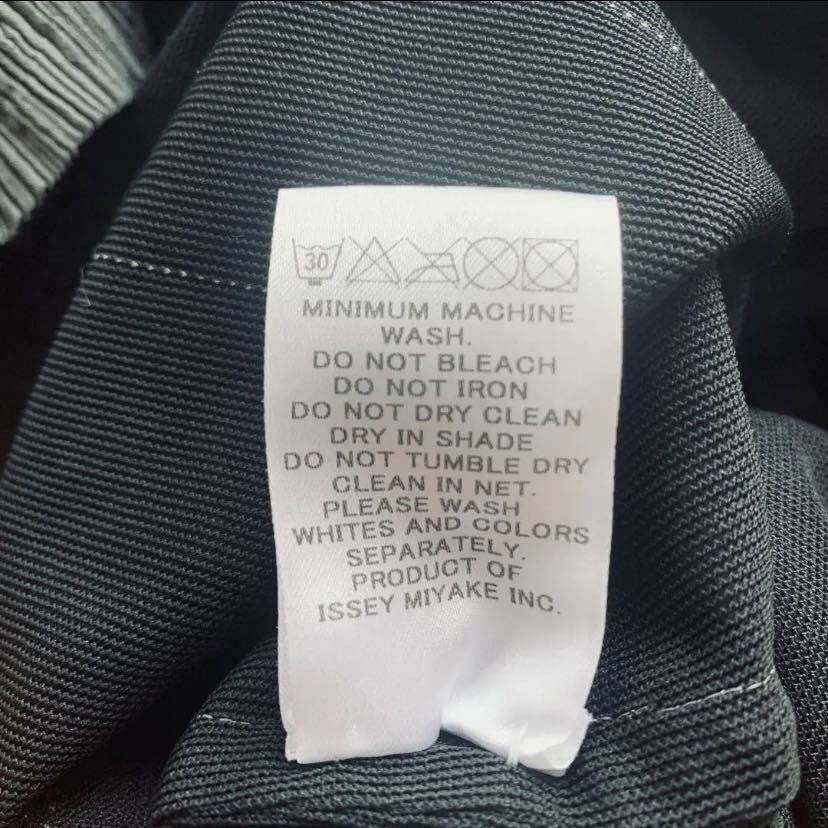 30
MINIMUM MACHINE
WASH.
DO NOT BLEACH
DO NOT IRON
DO NOT DRY CLEAN
DRY IN SHADE
DO NOT TUMBLE DRY
CLEAN IN NET.
PLEASE WASH
WHITES AND COLORS
SEPARATELY.
PRODUCT OF
ISSEY MIYAKE INC.